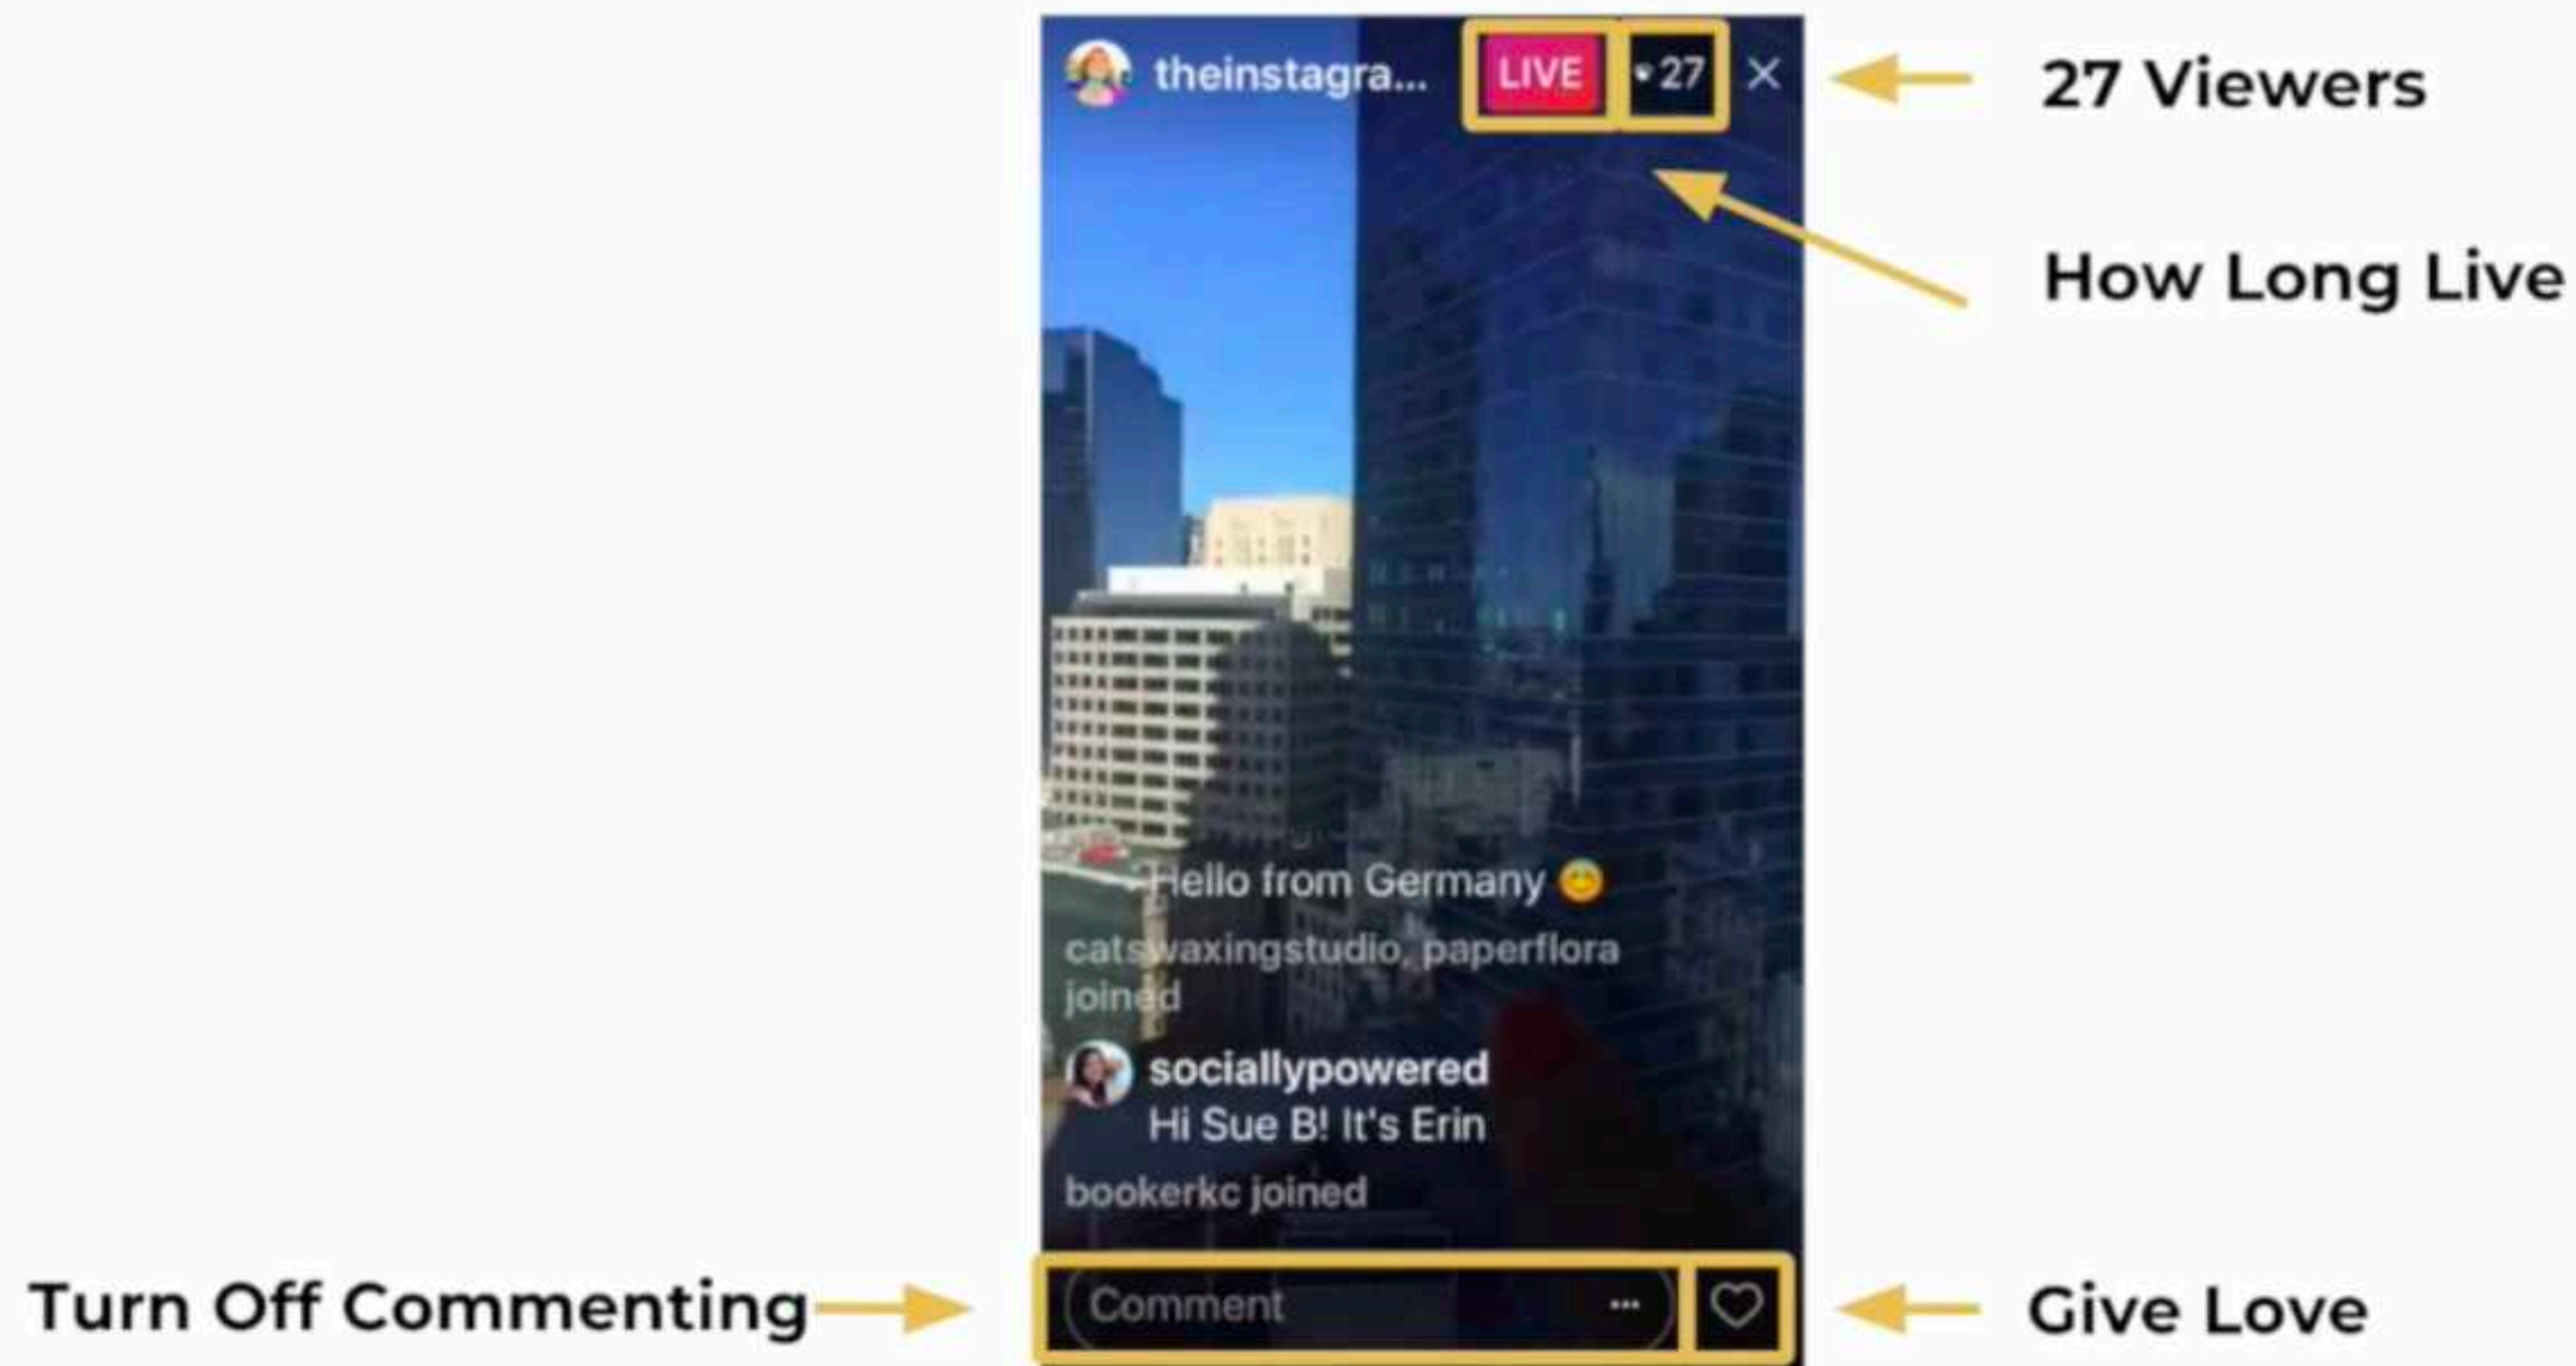 theinstagra... LIVE 27 X
27 Viewers
How Long Live
Hello from Germany 😇
catswaxingstudio, paperflora
joined
sociallypowered
Hi Sue B! It's Erin
bookerkc joined
Turn Off Commenting
Comment ...
Give Love